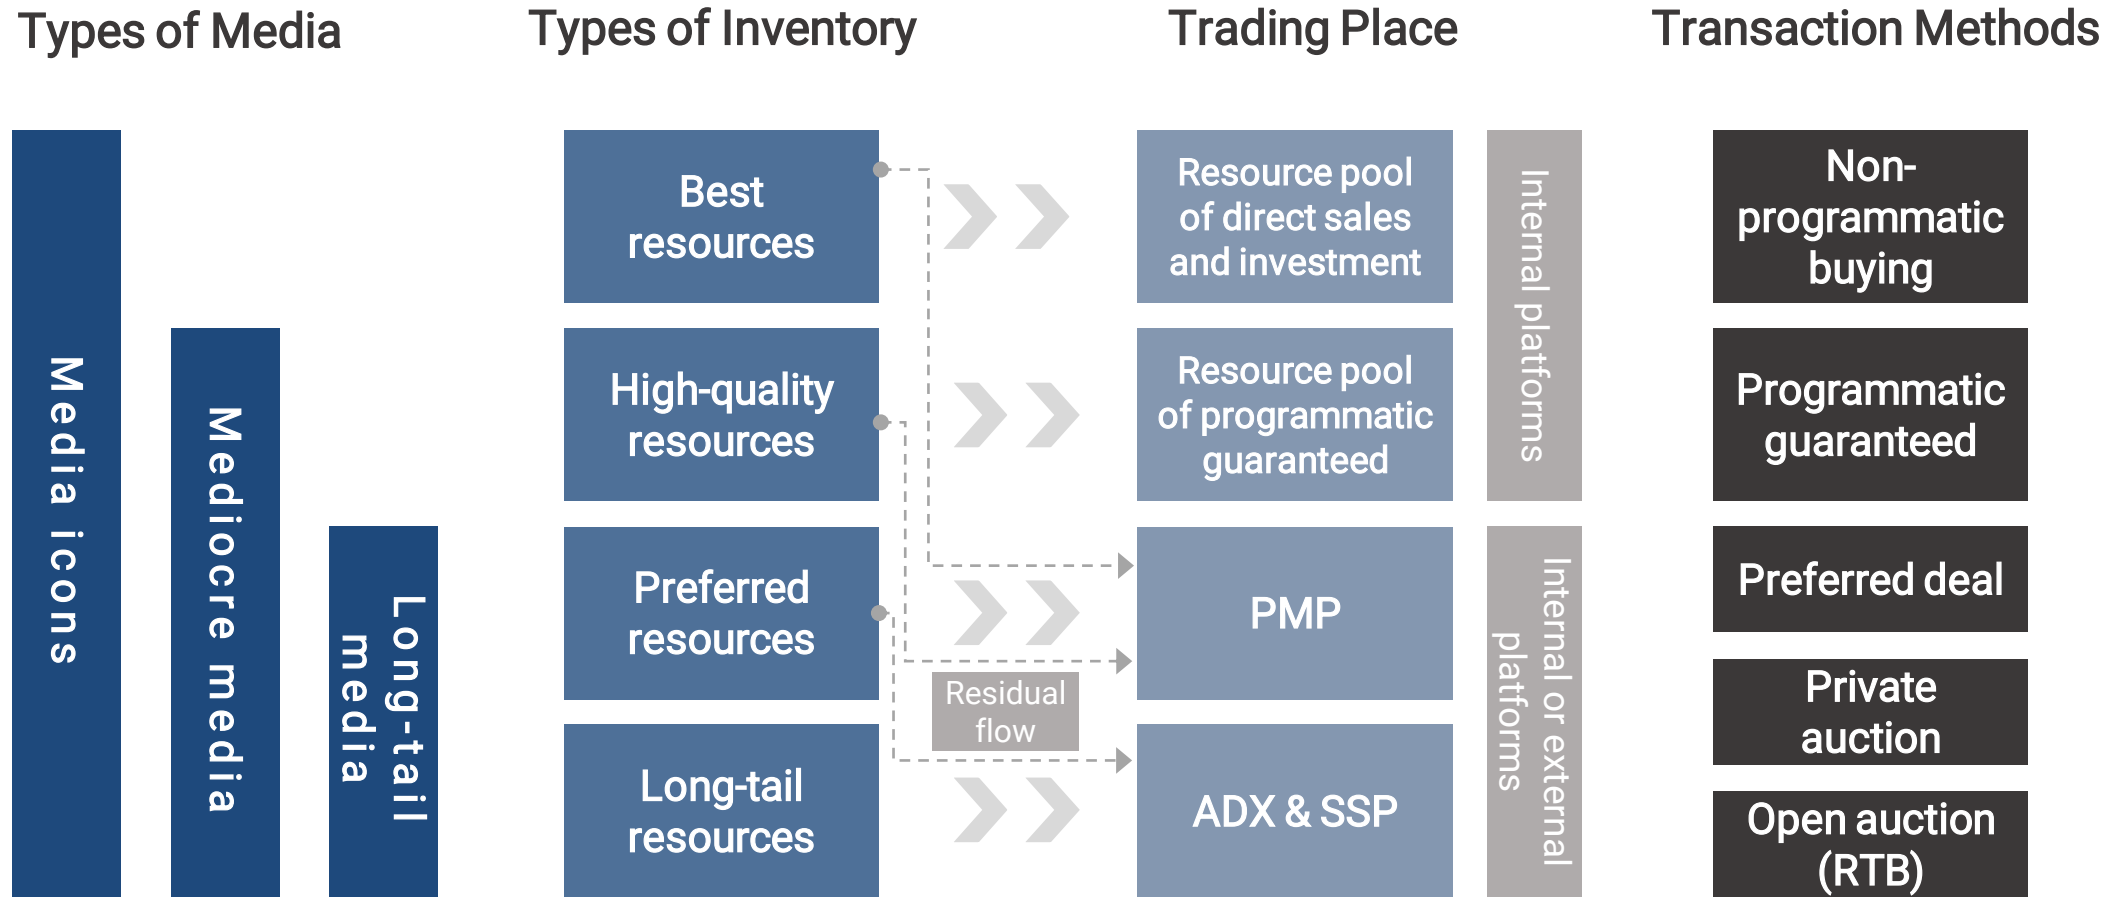 Types of Media
Types of Inventory
Trading Place
Transaction Methods
Media icons
Mediocre media
Long-tail
media
Best
resources
High-quality
resources
Preferred
resources
Long-tail
resources
Residual
flow
Resource pool
of direct sales
and investment
Resource pool
of programmatic
guaranteed
PMP
ADX & SSP
Internal platforms
Internal or external
platforms
Non-
programmatic
buying
Programmatic
guaranteed
Preferred deal
Private
auction
Open auction
(RTB)